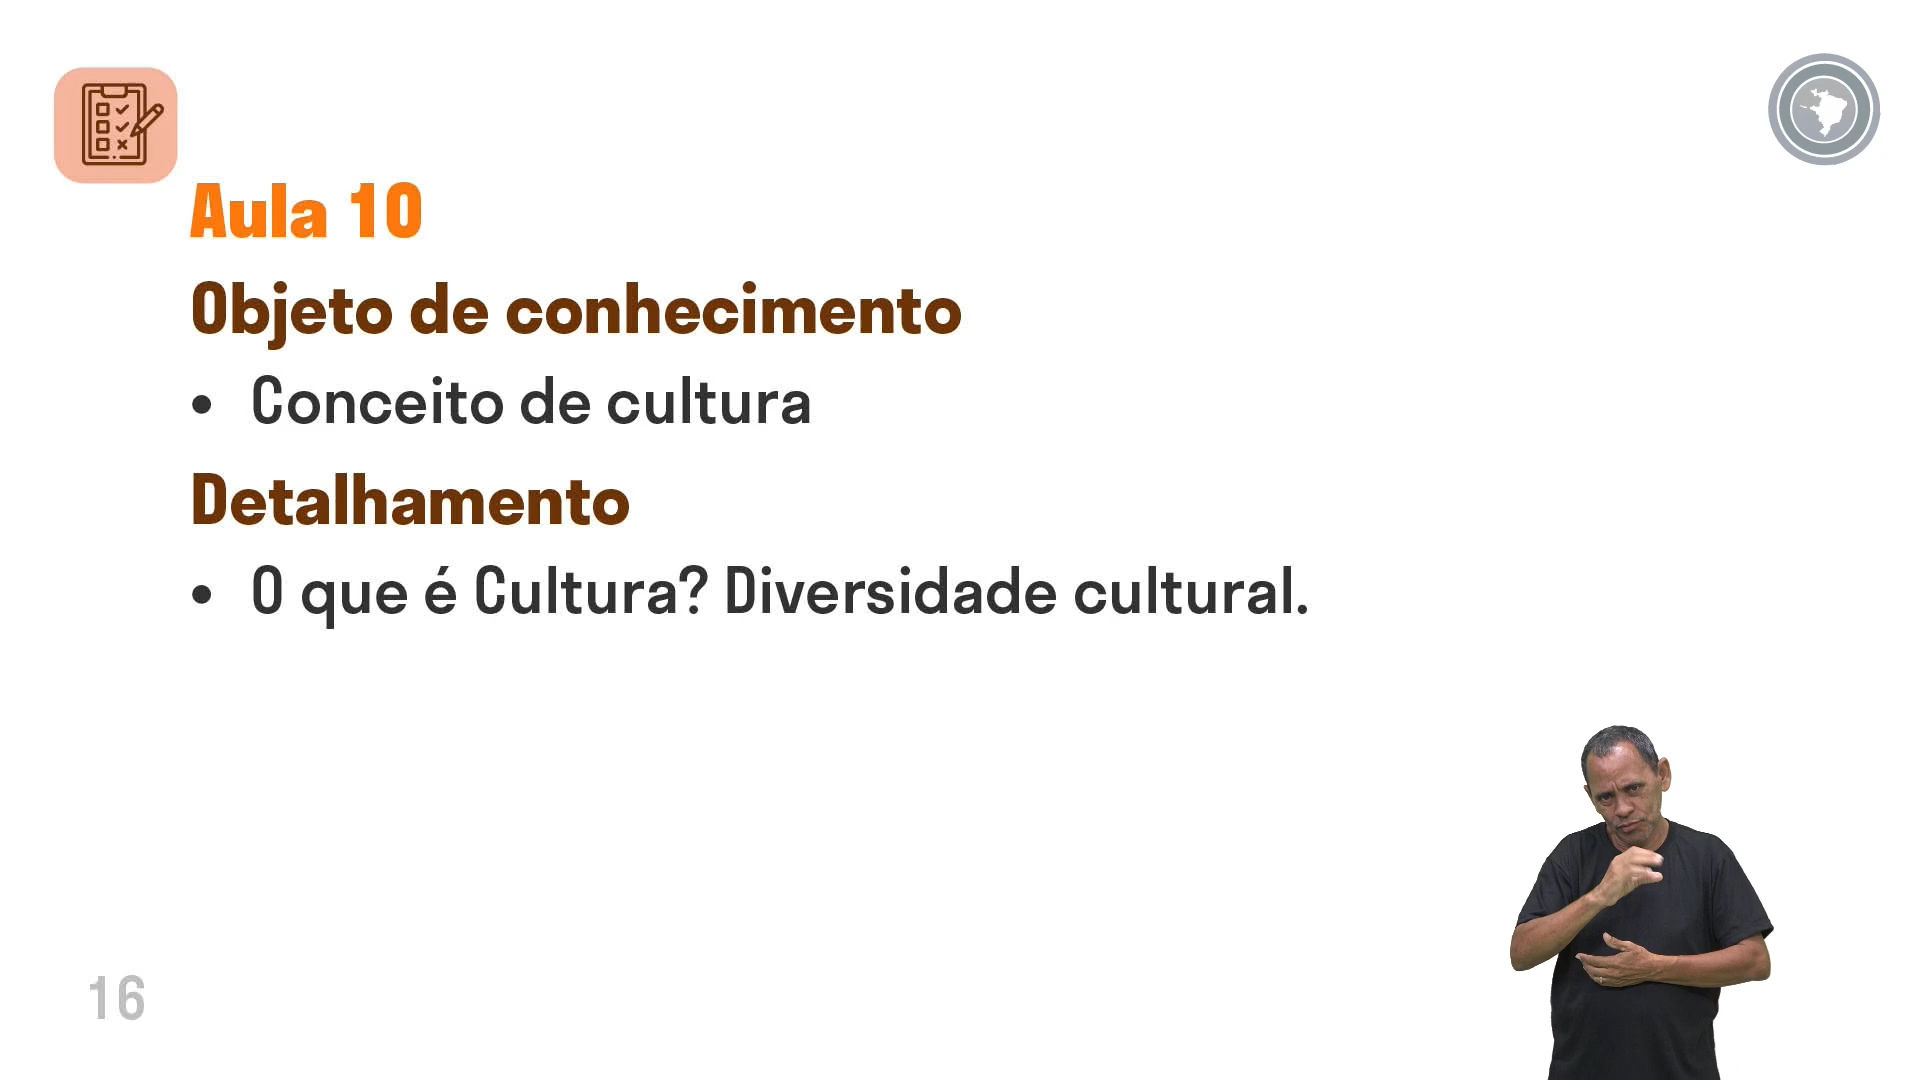 Aula 10
Objeto de conhecimento
• Conceito de cultura
Detalhamento
• O que é Cultura? Diversidade cultural.
16